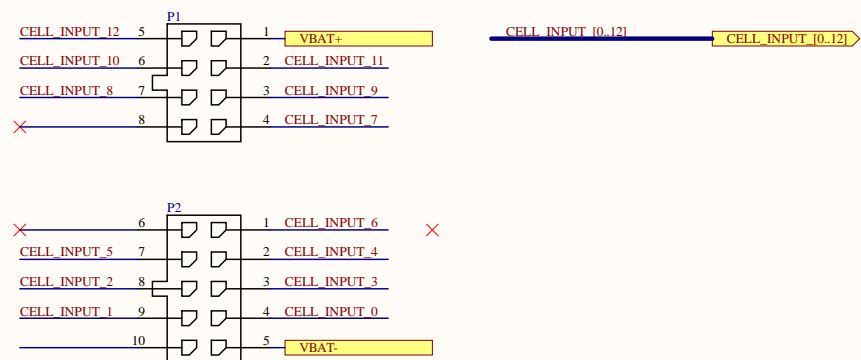 P1
CELL_INPUT_12 5 1 VBAT+
CELL_INPUT_[0..12] CELL_INPUT_[0..12]
CELL_INPUT_10 6 2 CELL_INPUT_11
CELL_INPUT_8 7 3 CELL_INPUT_9
8 4 CELL_INPUT_7
P2
6 1 CELL_INPUT_6
CELL_INPUT_5 7 2 CELL_INPUT_4
CELL_INPUT_2 8 3 CELL_INPUT_3
CELL_INPUT_1 9 4 CELL_INPUT_0
10 5 VBAT-